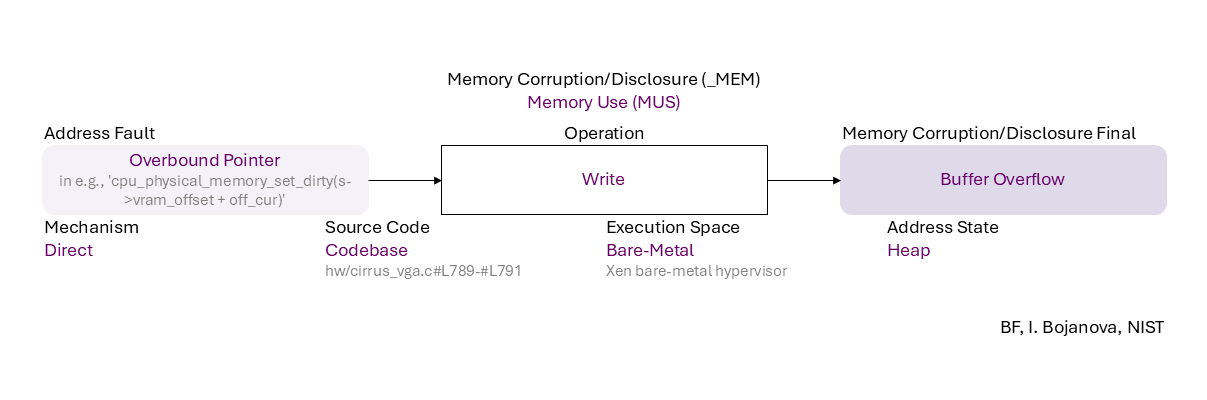 Memory Corruption/Disclosure (_MEM)
Memory Use (MUS)
Address Fault
Operation
Memory Corruption/Disclosure Final
Overbound Pointer
in e.g., 'cpu_physical_memory_set_dirty(s-
>vram_offset + off_cur)'
Write
Buffer Overflow
Mechanism
Direct
Source Code
Codebase
hw/cirrus_vga.c#L789-#L791
Execution Space
Bare-Metal
Xen bare-metal hypervisor
Address State
Heap
BF, I. Bojanova, NIST